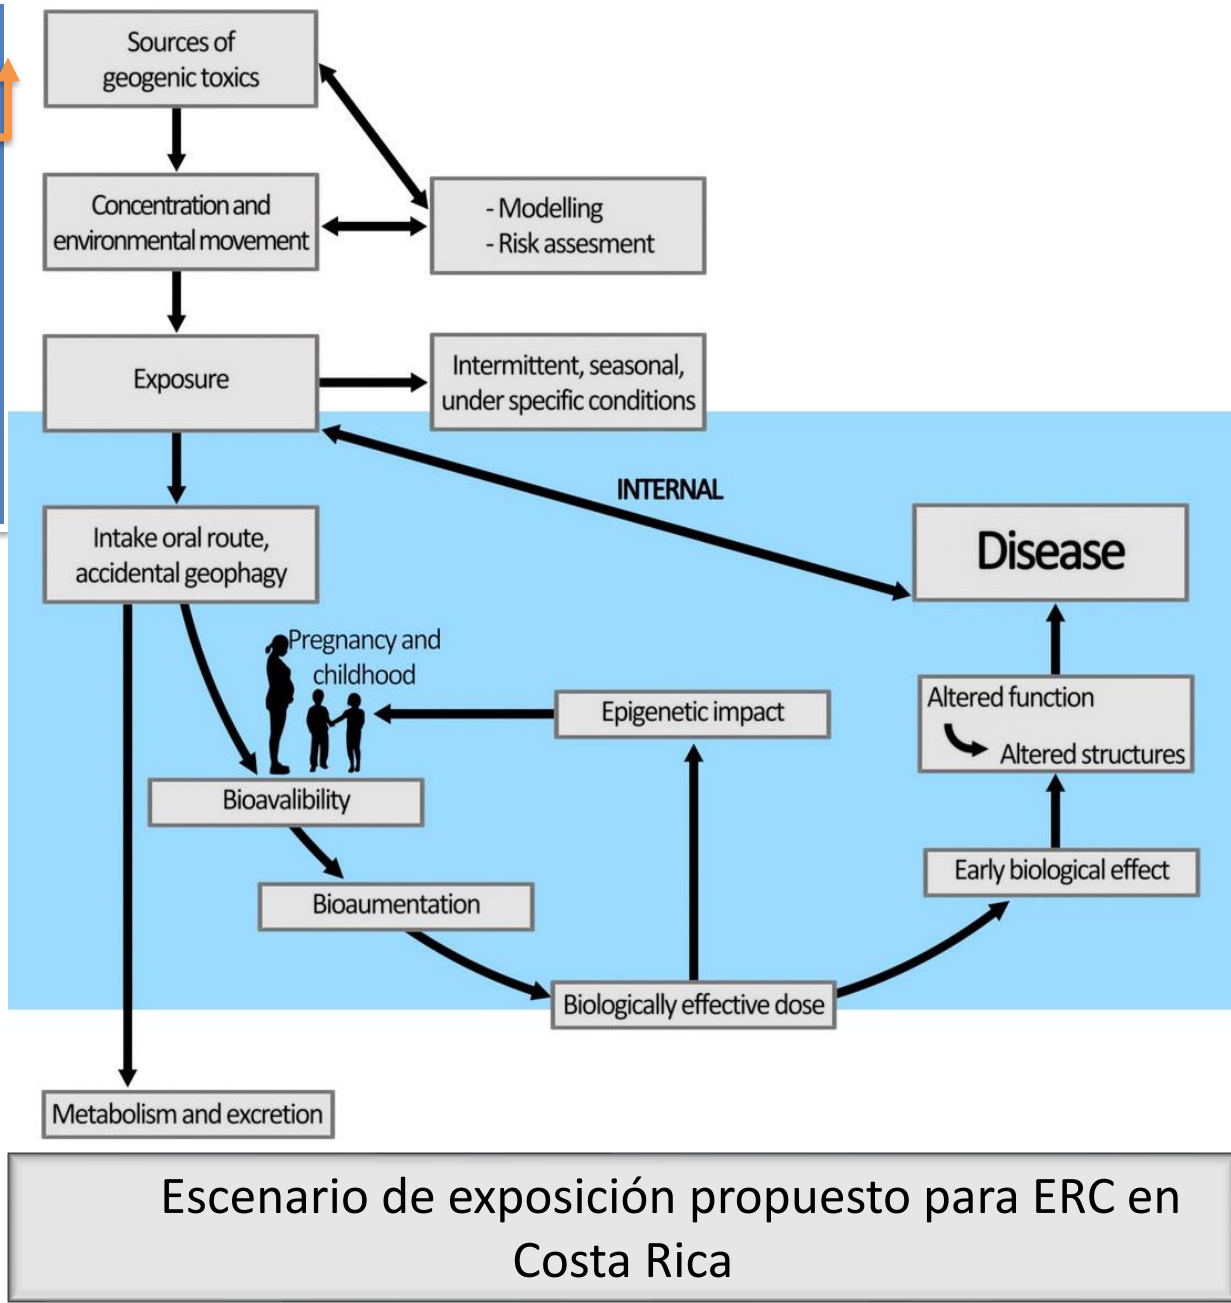 Sources of
geogenic toxics
Concentration and
environmental movement
- Modelling
- Risk assesment
Exposure
Intermittent, seasonal,
under specific conditions
INTERNAL
Intake oral route,
accidental geophagy
Disease
Pregnancy and
childhood
Epigenetic impact
Altered function
Altered structures
Bioavalibility
Early biological effect
Bioaumentation
Biologically effective dose
Metabolism and excretion
Escenario de exposición propuesto para ERC en
Costa Rica